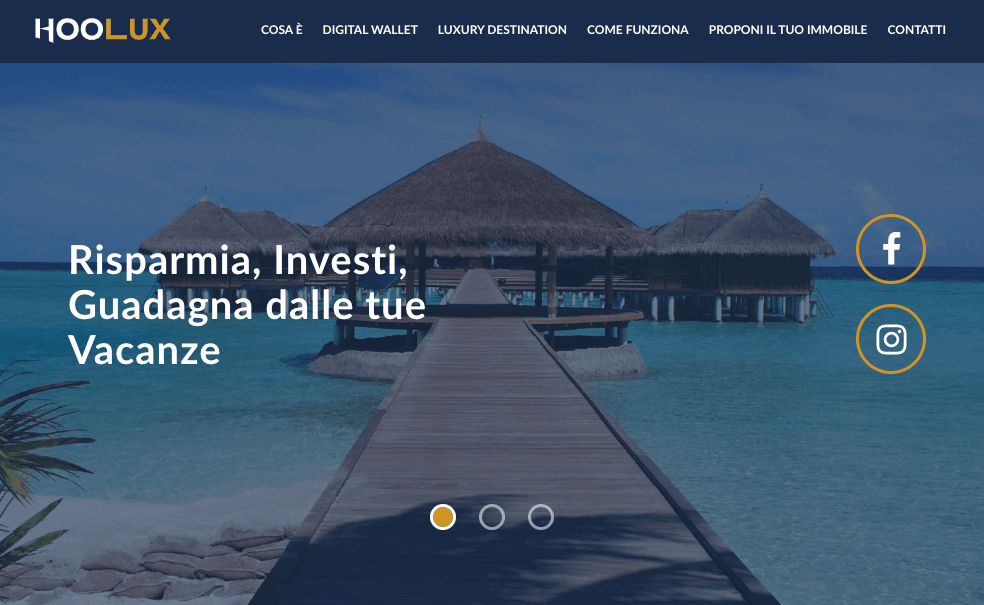 HOOLUX
COSA È DIGITAL WALLET LUXURY DESTINATION COME FUNZIONA PROPONI IL TUO IMMOBILE CONTATTI
Risparmia, Investi,
Guadagna dalle tue
Vacanze